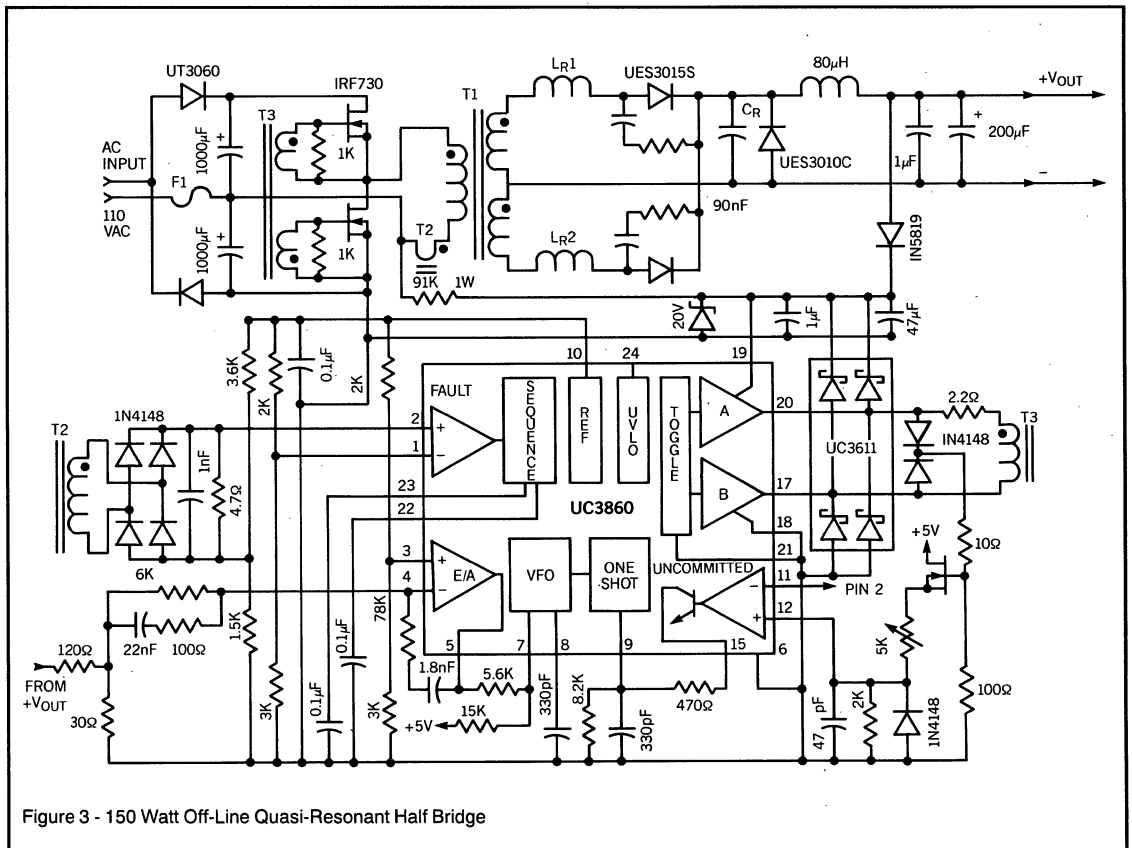 UT3060
IRF730
T3
1K
AC
INPUT
F1
110
VAC
1000µF
+
1000µF
+
1K
T1
T2
91K
1W
LR1
UES3015S
LR2
CR
UES3010C
90nF
80µH
+VOUT
1µF
+
200µF
–
IN5819
20V
1µF
47µF
3.6K
2K
0.1µF
2K
10
24
19
FAULT
SEQUENCE
REF
UVLO
TOGGLE
A
B
20
17
18
21
UC3860
UC3611
2.2Ω
T3
IN4148
T2
1N4148
1nF
4.7Ω
2
+
1
–
23
22
3
+
4
–
E/A
VFO
ONE
SHOT
UNCOMMITTED
–
11
PIN 2
+
12
+5V
10Ω
5K
100Ω
6K
22nF
100Ω
120Ω
FROM
+VOUT
30Ω
1.5K
3K
0.1µF
0.1µF
78K
3K
5
7
8
9
15
6
1.8nF
5.6K
+5V
15K
330pF
8.2K
330pF
470Ω
47 pF
2K
1N4148
Figure 3 - 150 Watt Off-Line Quasi-Resonant Half Bridge